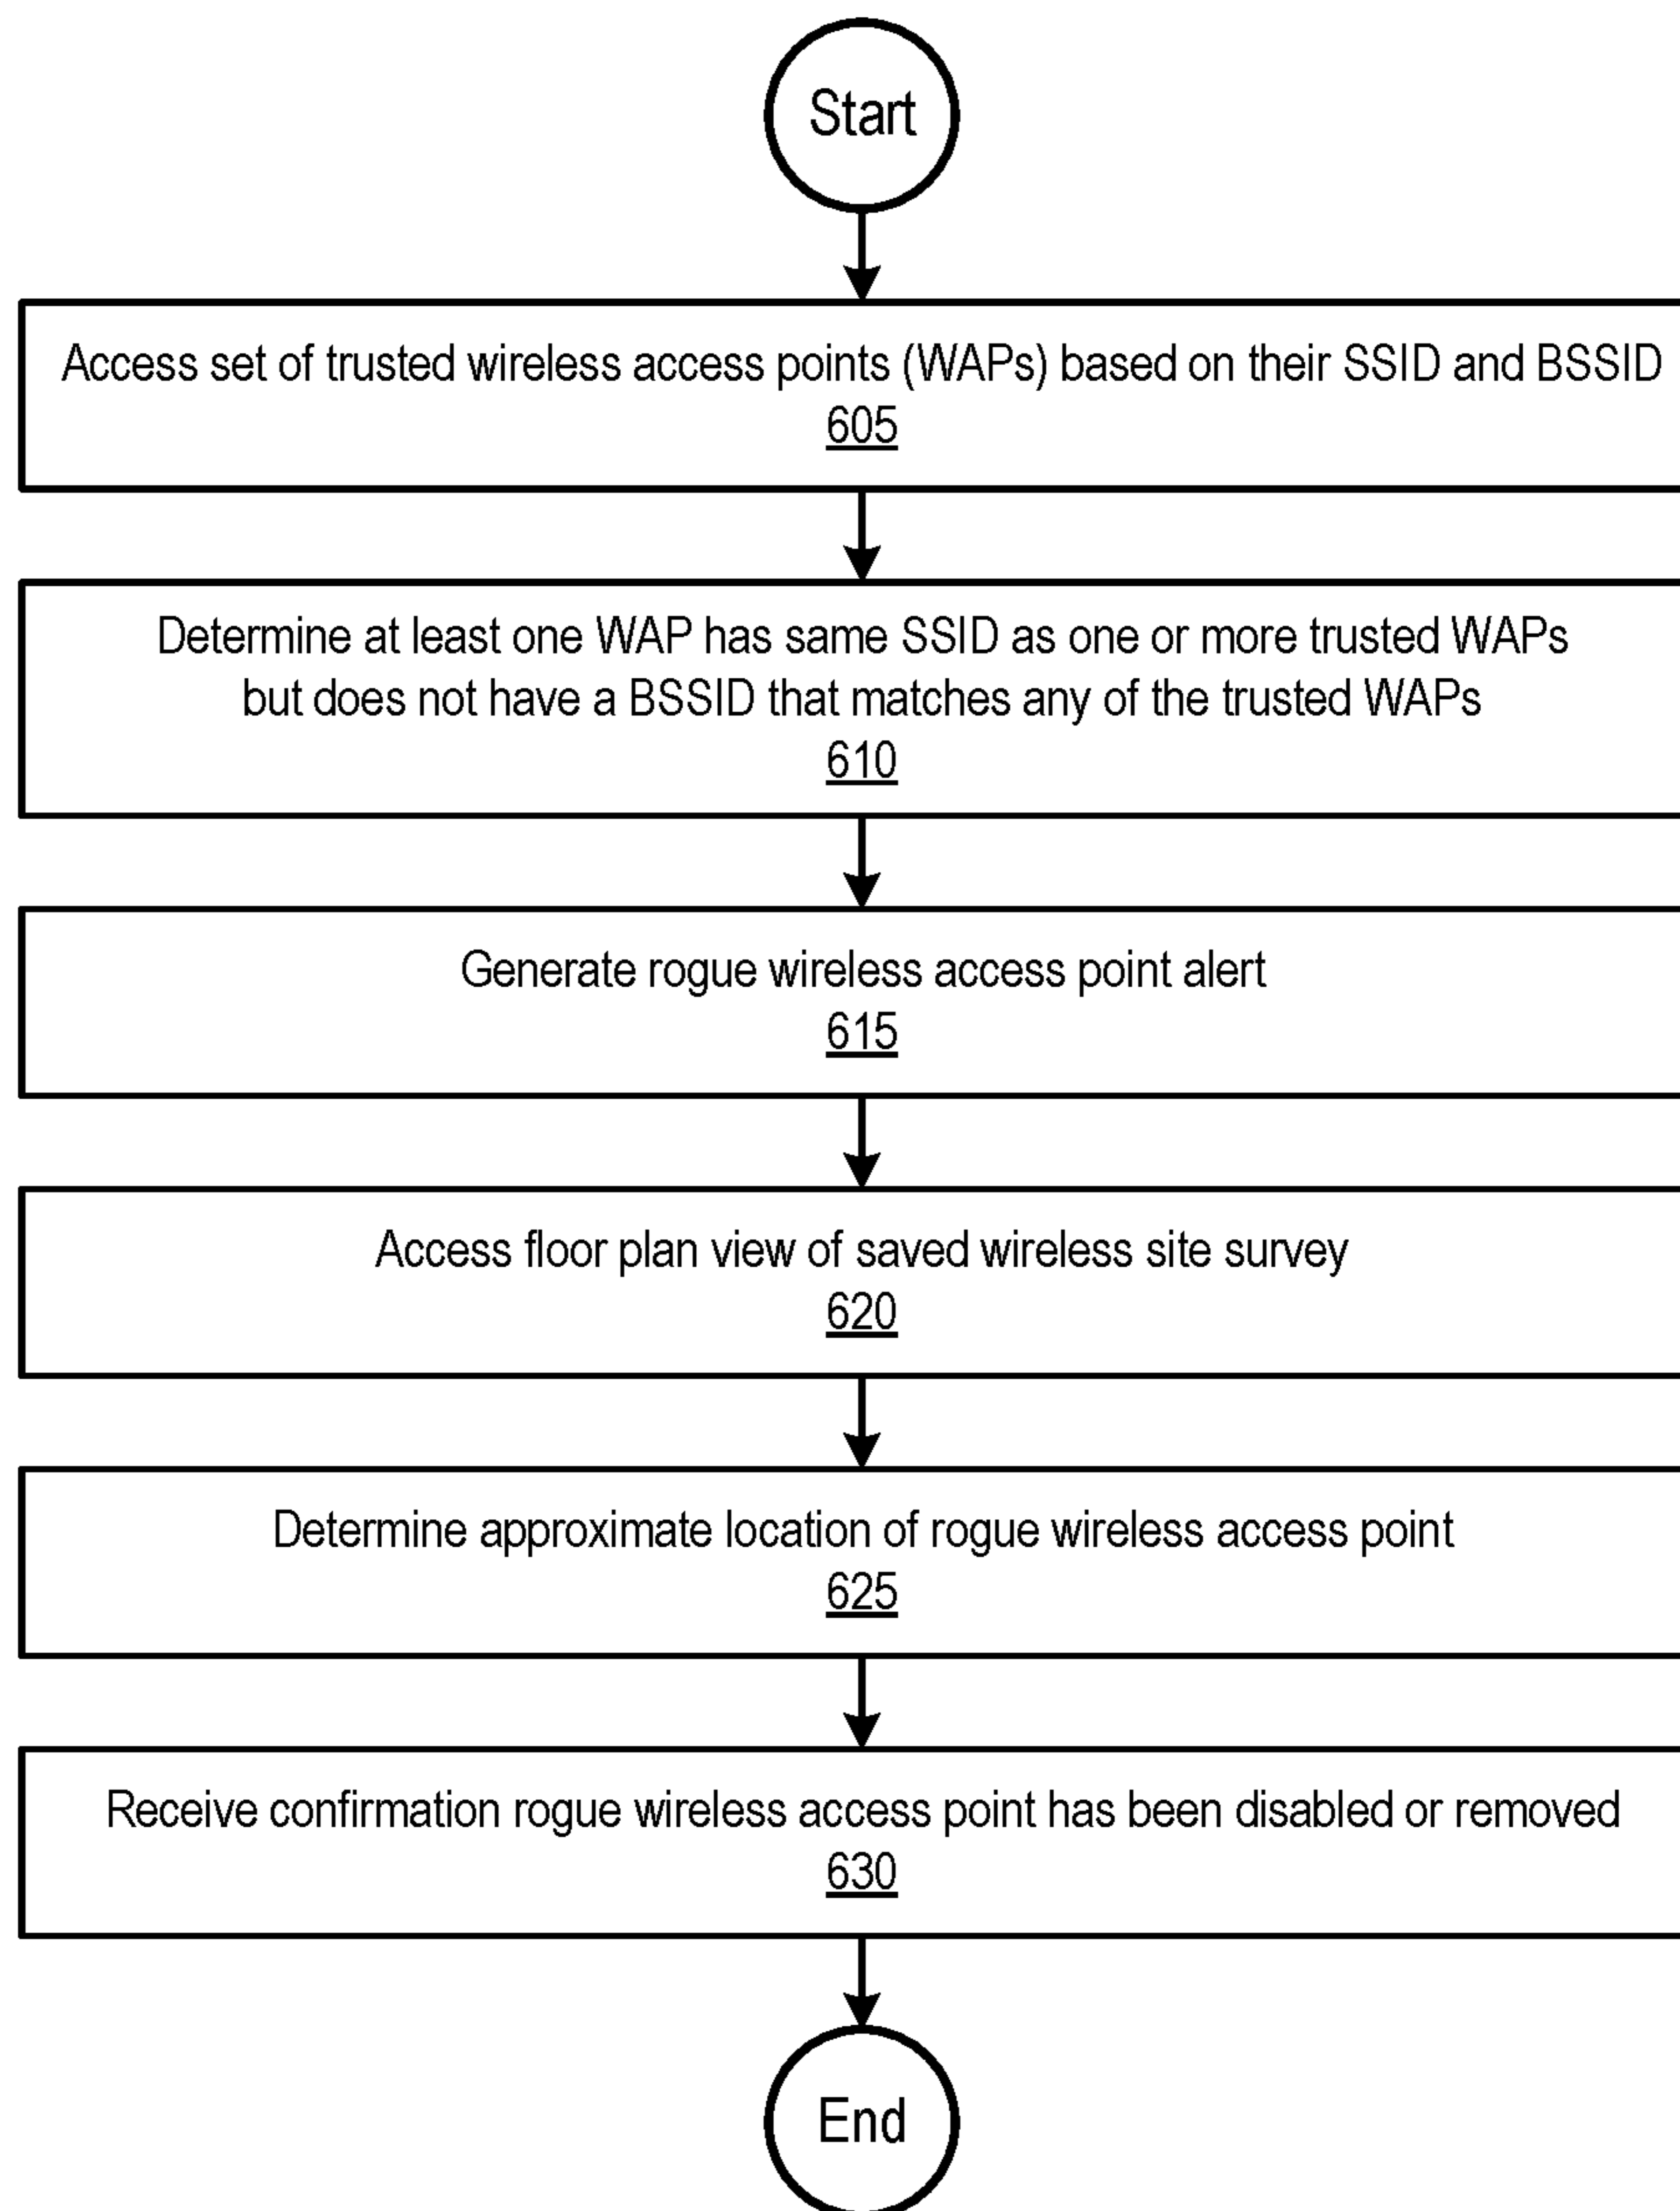 Start
Access set of trusted wireless access points (WAPs) based on their SSID and BSSID
605
Determine at least one WAP has same SSID as one or more trusted WAPs
but does not have a BSSID that matches any of the trusted WAPs
610
Generate rogue wireless access point alert
615
Access floor plan view of saved wireless site survey
620
Determine approximate location of rogue wireless access point
625
Receive confirmation rogue wireless access point has been disabled or removed
630
End